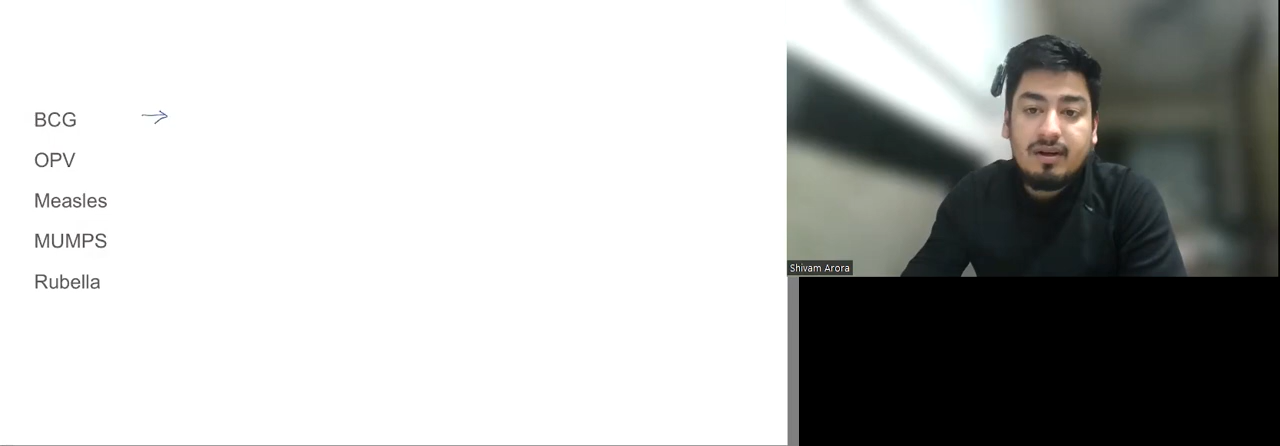 BCG →
OPV
Measles
MUMPS
Rubella
Shivam Arora